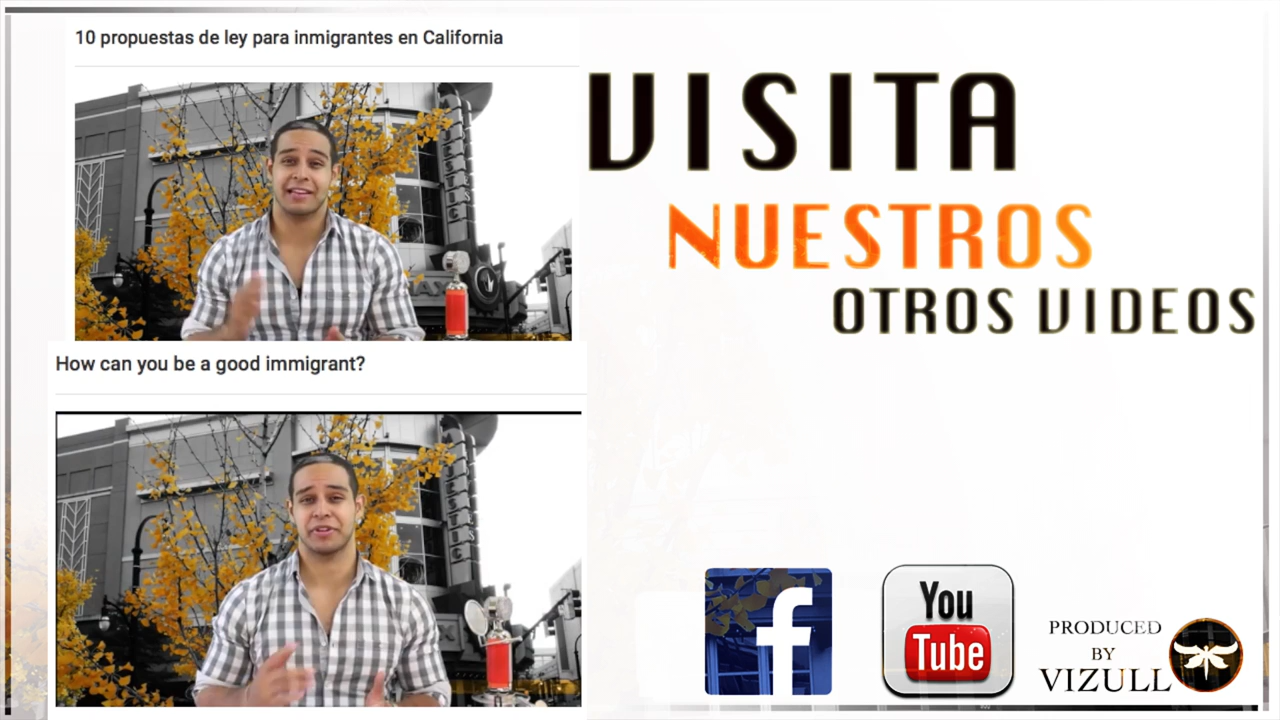 10 propuestas de ley para inmigrantes en California
How can you be a good immigrant?
VISITA
NUESTROS
OTROS VIDEOS
You
Tube
PRODUCED
BY
VIZULL